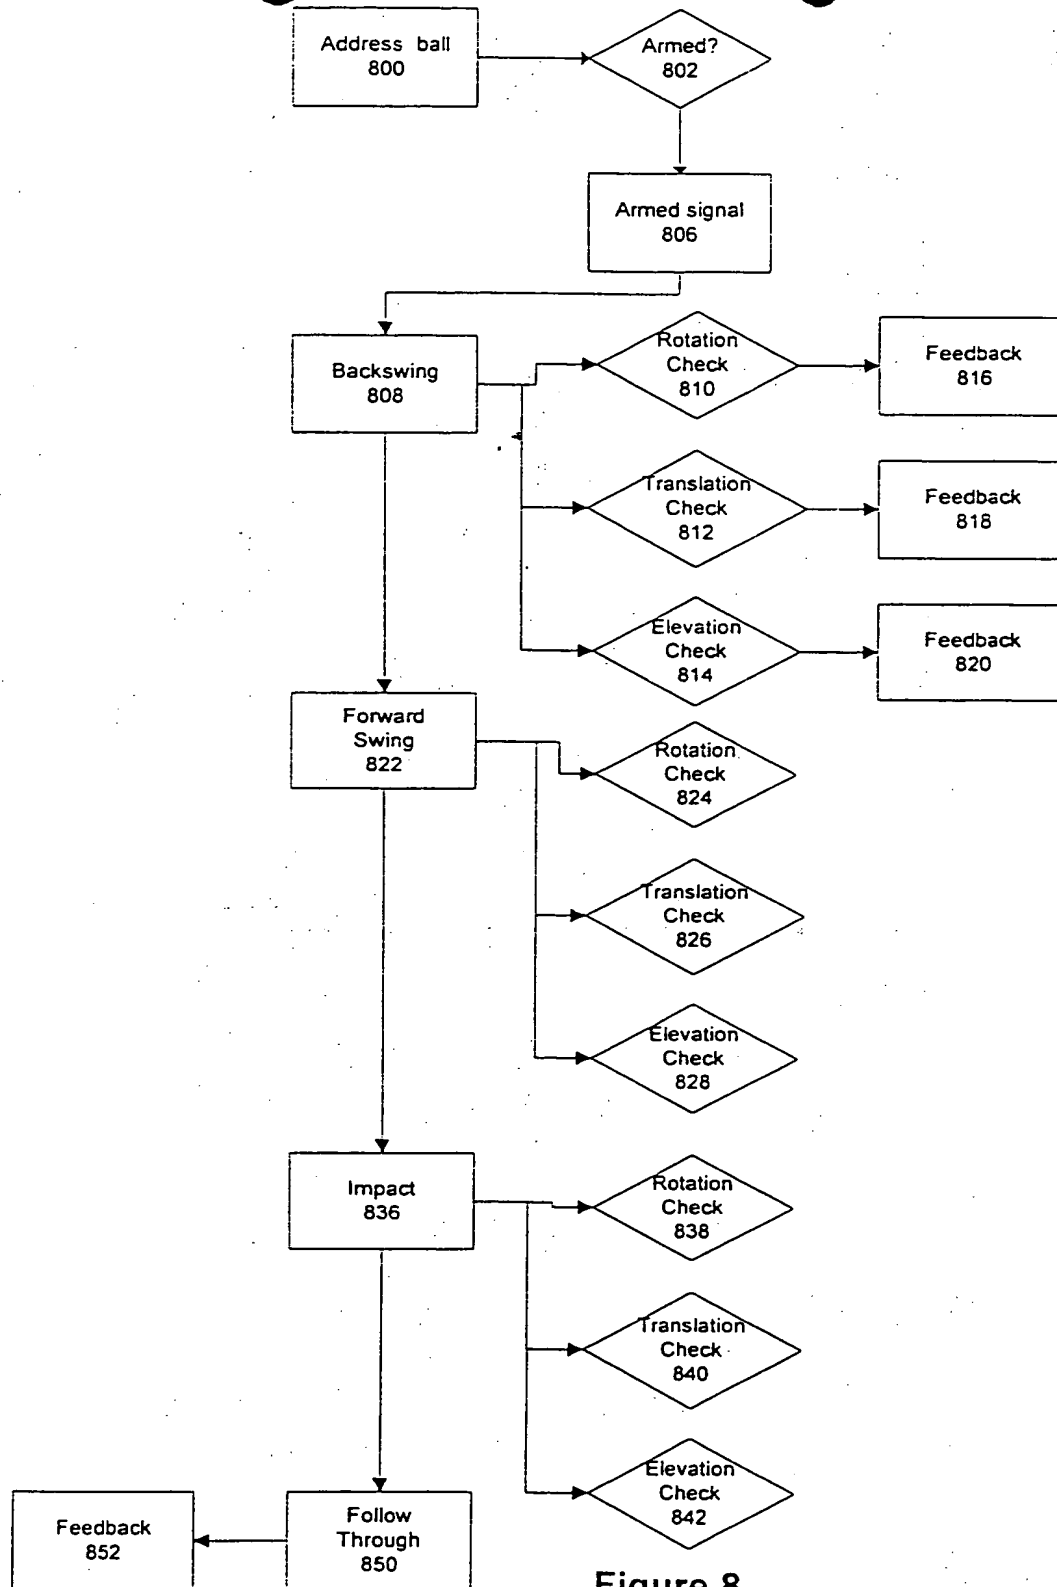 Address ball
800
Armed?
802
Armed signal
806
Backswing
808
Rotation
Check
810
Feedback
816
Translation
Check
812
Feedback
818
Elevation
Check
814
Feedback
820
Forward
Swing
822
Rotation
Check
824
Translation
Check
826
Elevation
Check
828
Impact
836
Rotation
Check
838
Translation
Check
840
Elevation
Check
842
Follow
Through
850
Feedback
852
Figure 8